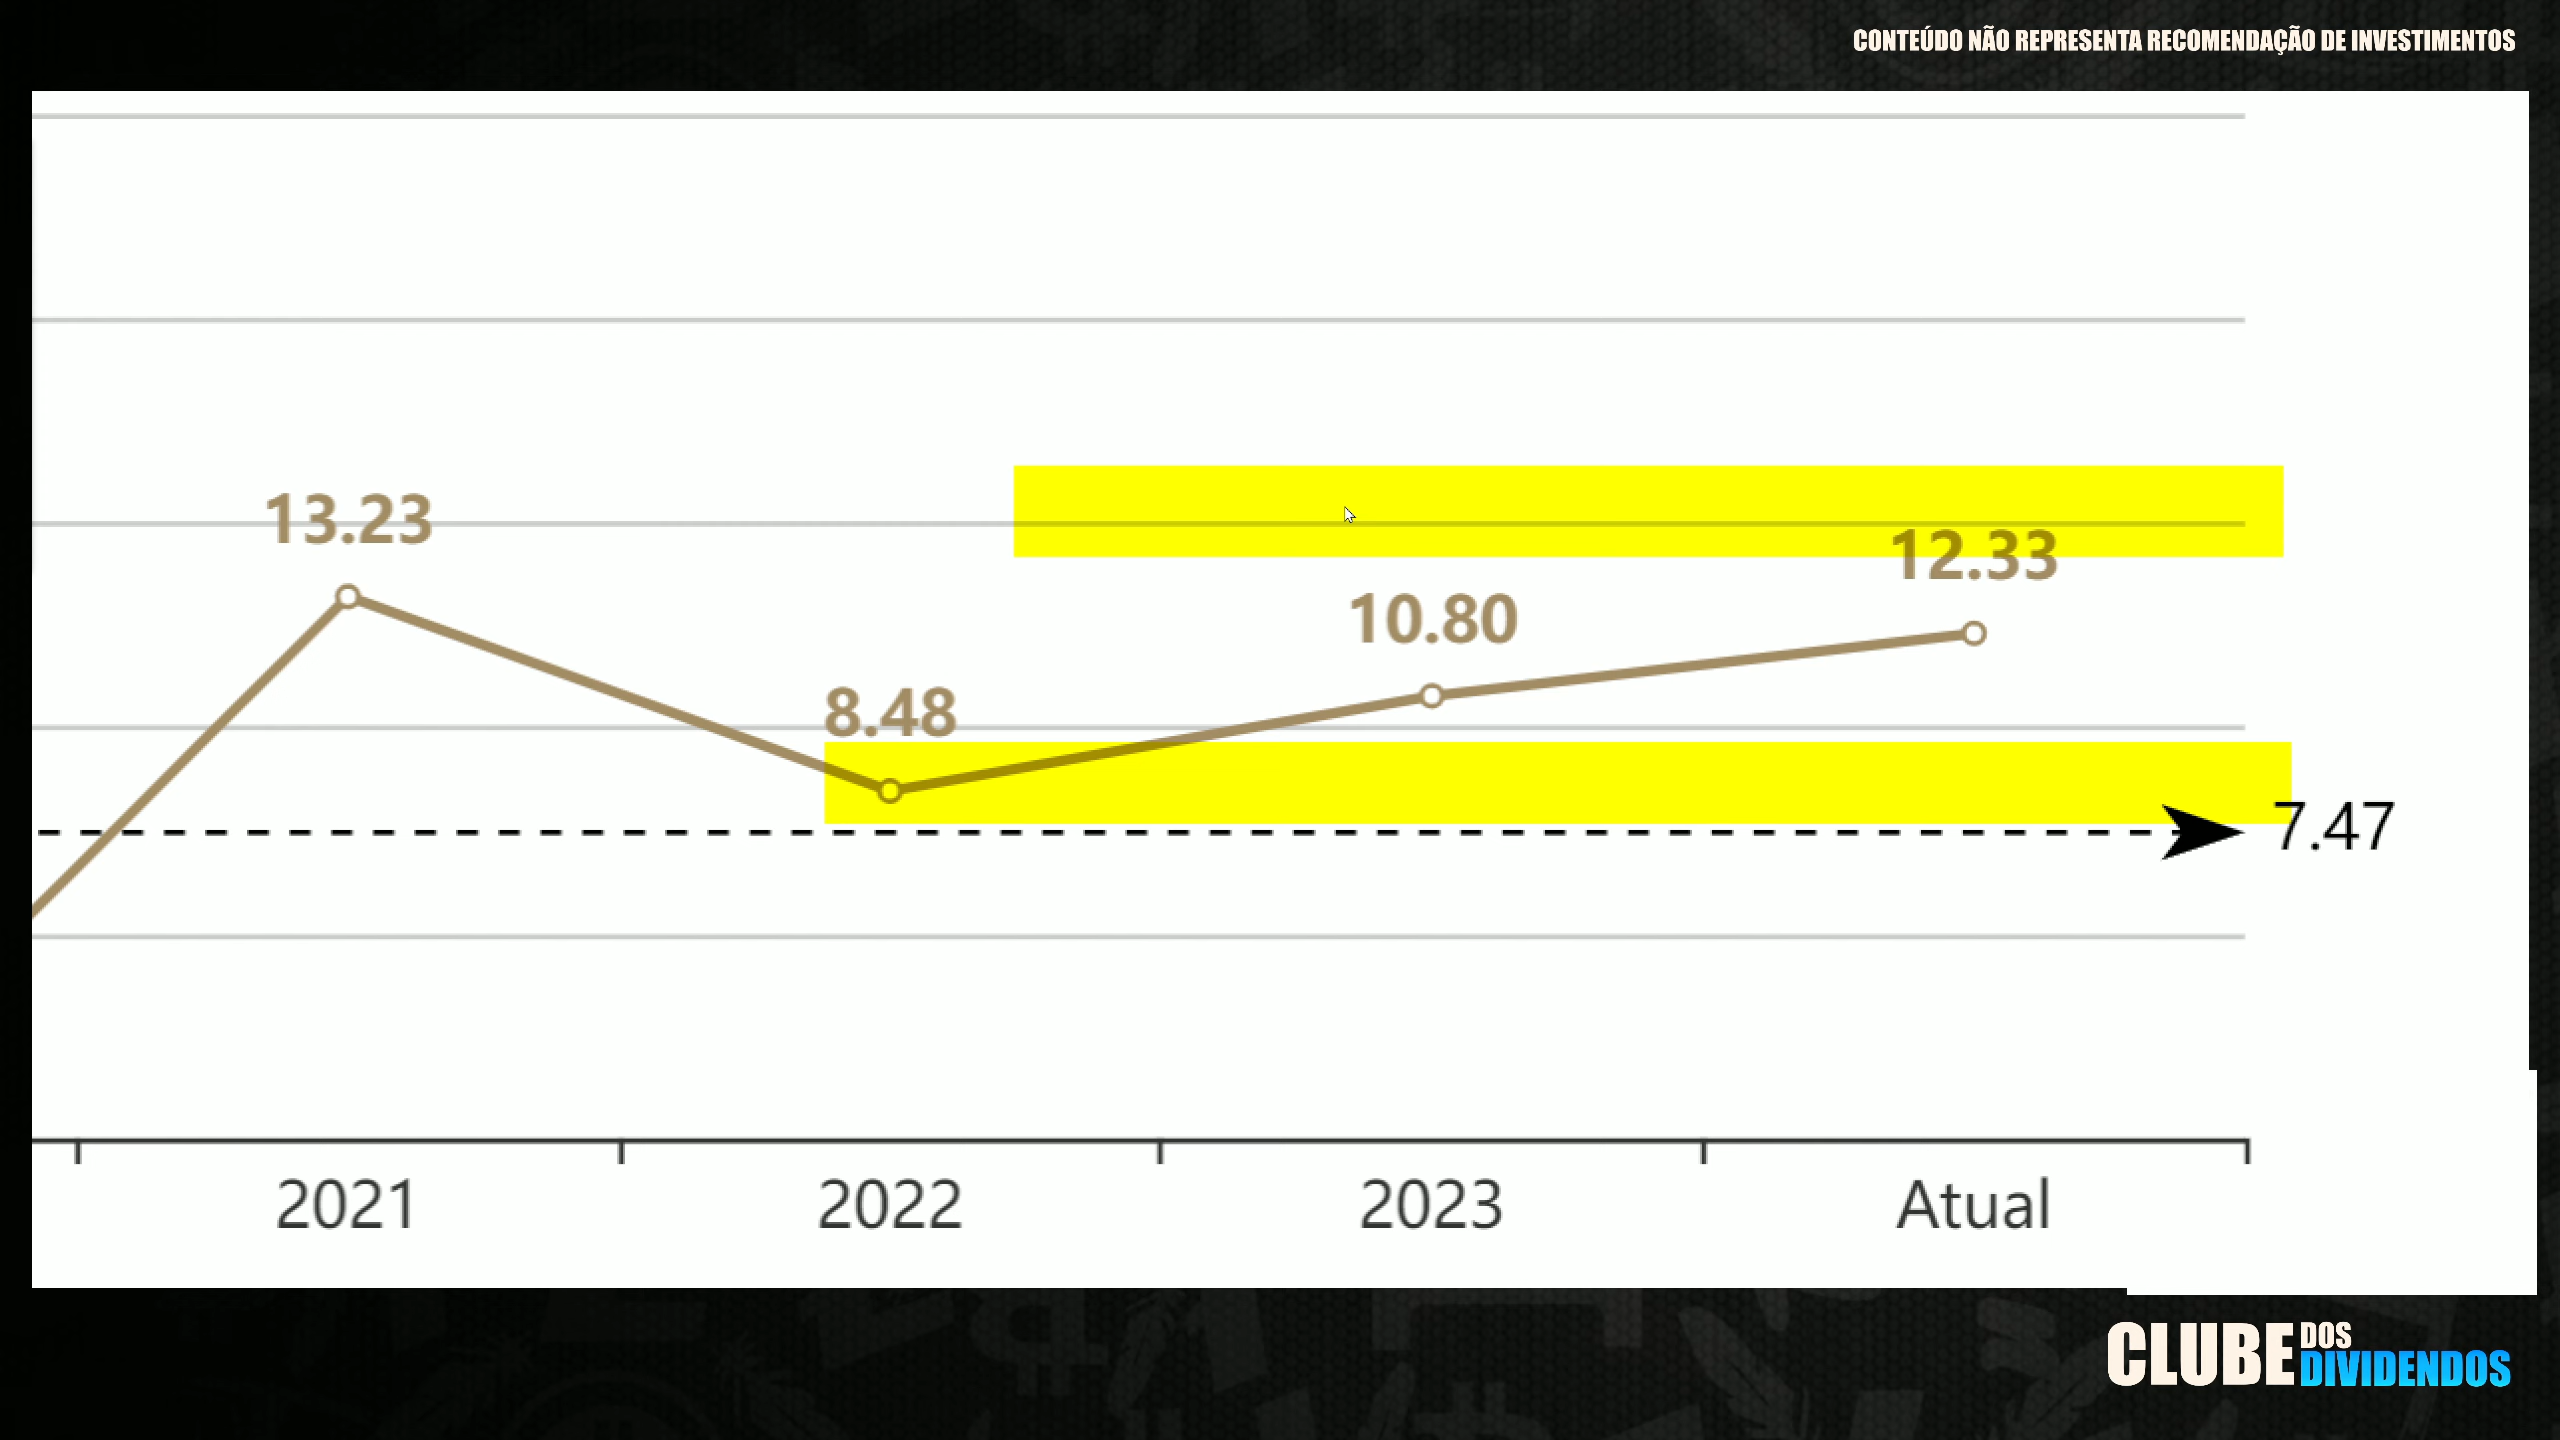 CONTEÚDO NÃO REPRESENTA RECOMENDAÇÃO DE INVESTIMENTOS
13.23
12.33
10.80
8.48
7.47
2021 2022 2023 Atual
CLUBE DOS DIVIDENDOS